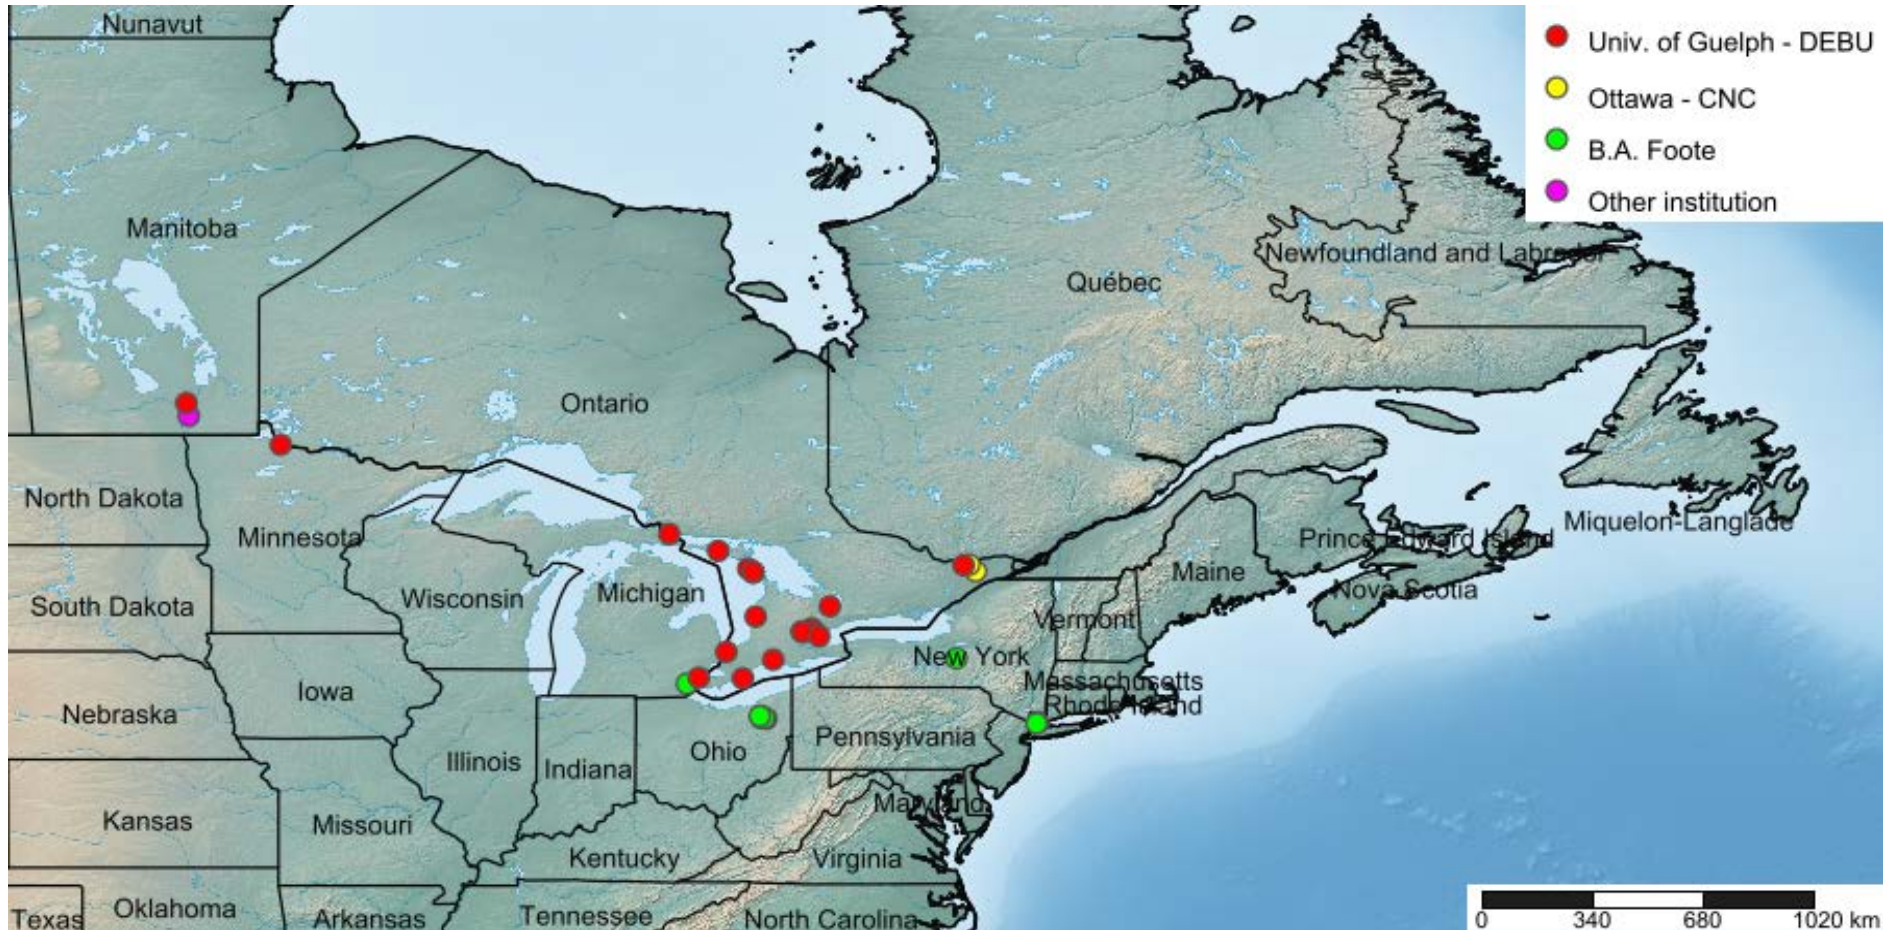 Nunavut
Univ. of Guelph - DEBU
Ottawa - CNC
B.A. Foote
Other institution
Manitoba
Newfoundland and Labrador
Québec
Ontario
North Dakota
Minnesota
Miquelon-Langlade
Prince Edward Island
Maine
Nova Scotia
South Dakota
Wisconsin
Michigan
Vermont
New York
Massachusetts
Rhode Island
Iowa
Nebraska
Pennsylvania
Ohio
Illinois
Indiana
Maryland
Kansas
Missouri
Kentucky
Virginia
Texas
Oklahoma
Arkansas
Tennessee
North Carolina
0 340 680 1020 km